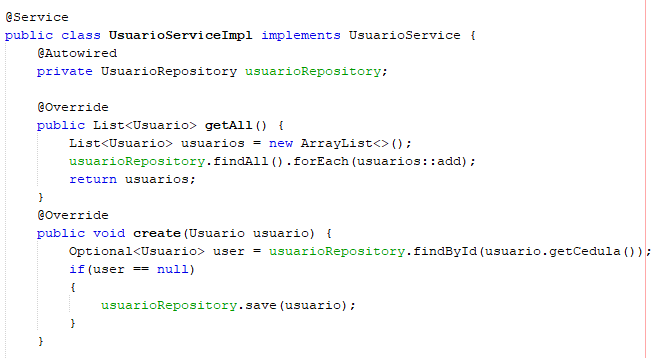 @Service
public class UsuarioServiceImpl implements UsuarioService {
    @Autowired
    private UsuarioRepository usuarioRepository;

    @Override
    public List<Usuario> getAll() {
        List<Usuario> usuarios = new ArrayList<>();
        usuarioRepository.findAll().forEach(usuarios::add);
        return usuarios;
    }
    @Override
    public void create(Usuario usuario) {
        Optional<Usuario> user = usuarioRepository.findById(usuario.getCedula());
        if(user == null)
        {
            usuarioRepository.save(usuario);
        }
    }